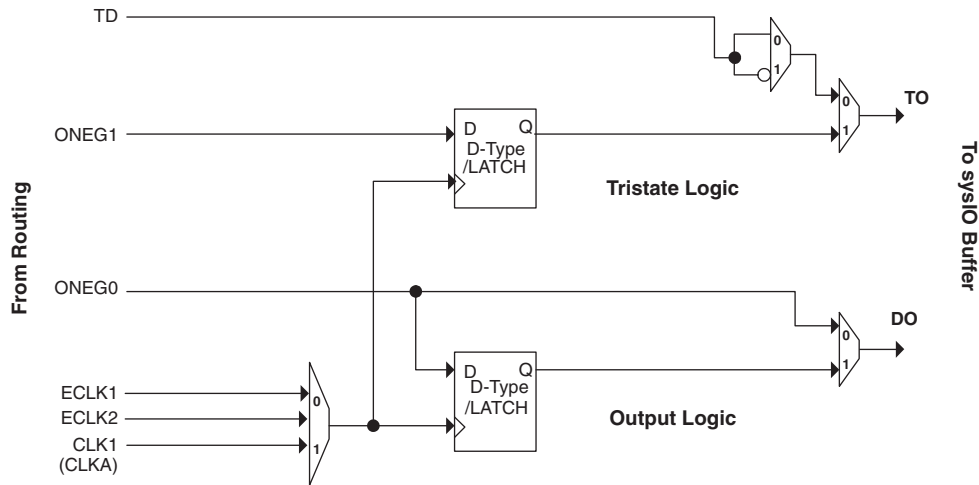 TD
0
1
0
1
TO
ONEG1
D
Q
D-Type
/LATCH
Tristate Logic
From Routing
To sysIO Buffer
ONEG0
DO
0
1
D
Q
D-Type
/LATCH
Output Logic
ECLK1
ECLK2
CLK1
(CLKA)
0
1